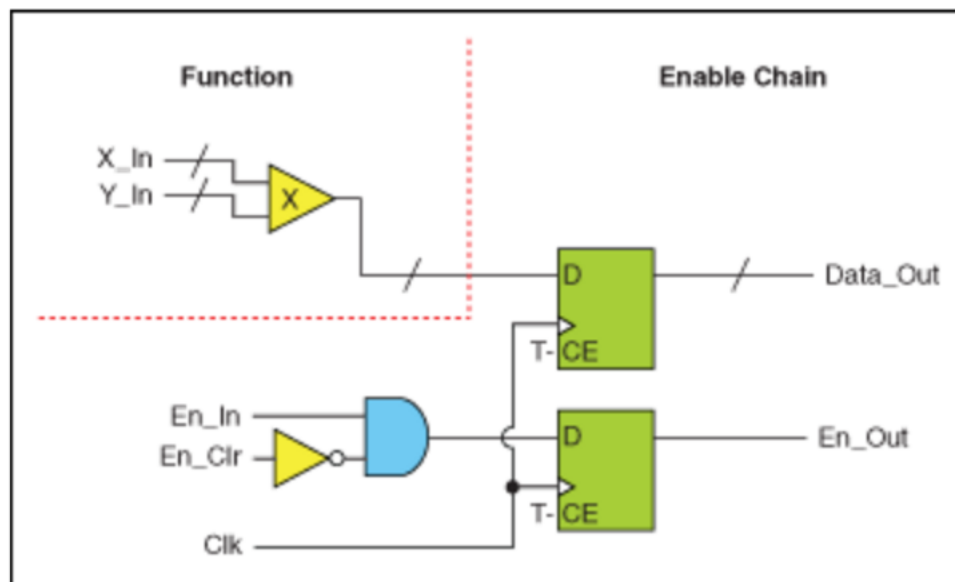 Function
Enable Chain
X_In
Y_In
X
D
Data_Out
T- CE
En_In
En_Clr
D
En_Out
T- CE
Clk